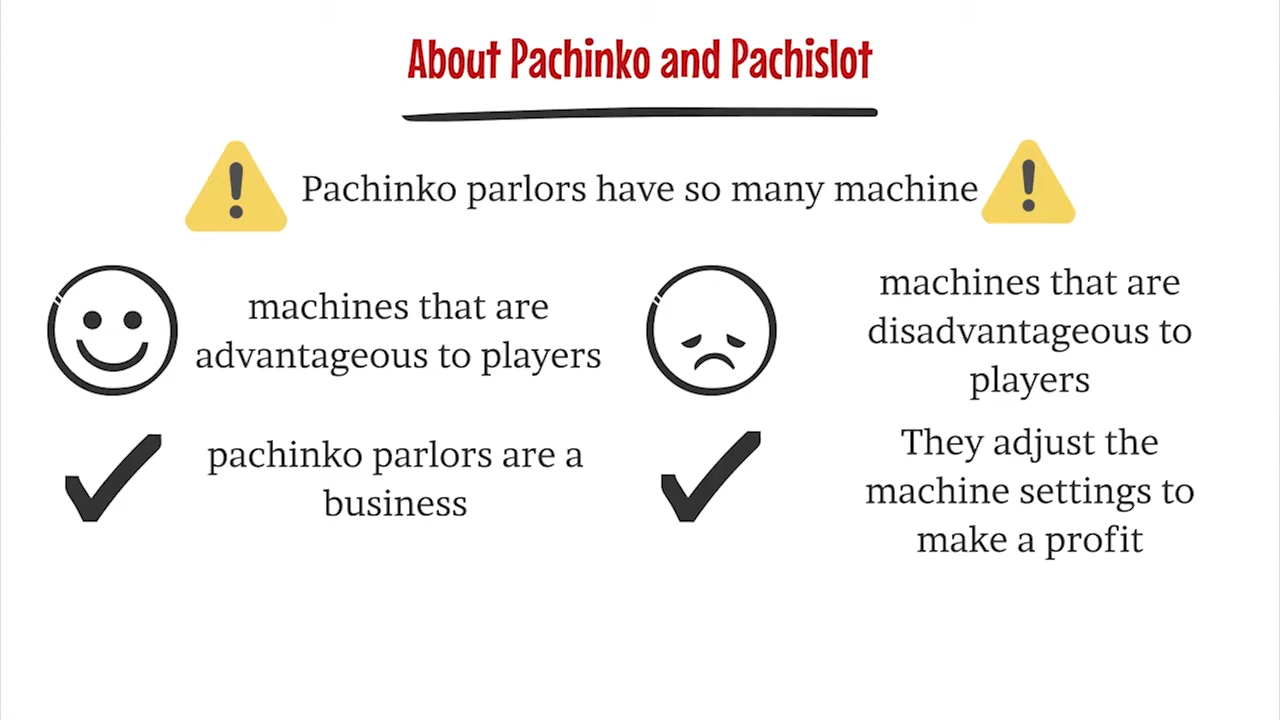 About Pachinko and Pachislot
Pachinko parlors have so many machine
machines that are
advantageous to players
machines that are
disadvantageous to
players
pachinko parlors are a
business
They adjust the
machine settings to
make a profit